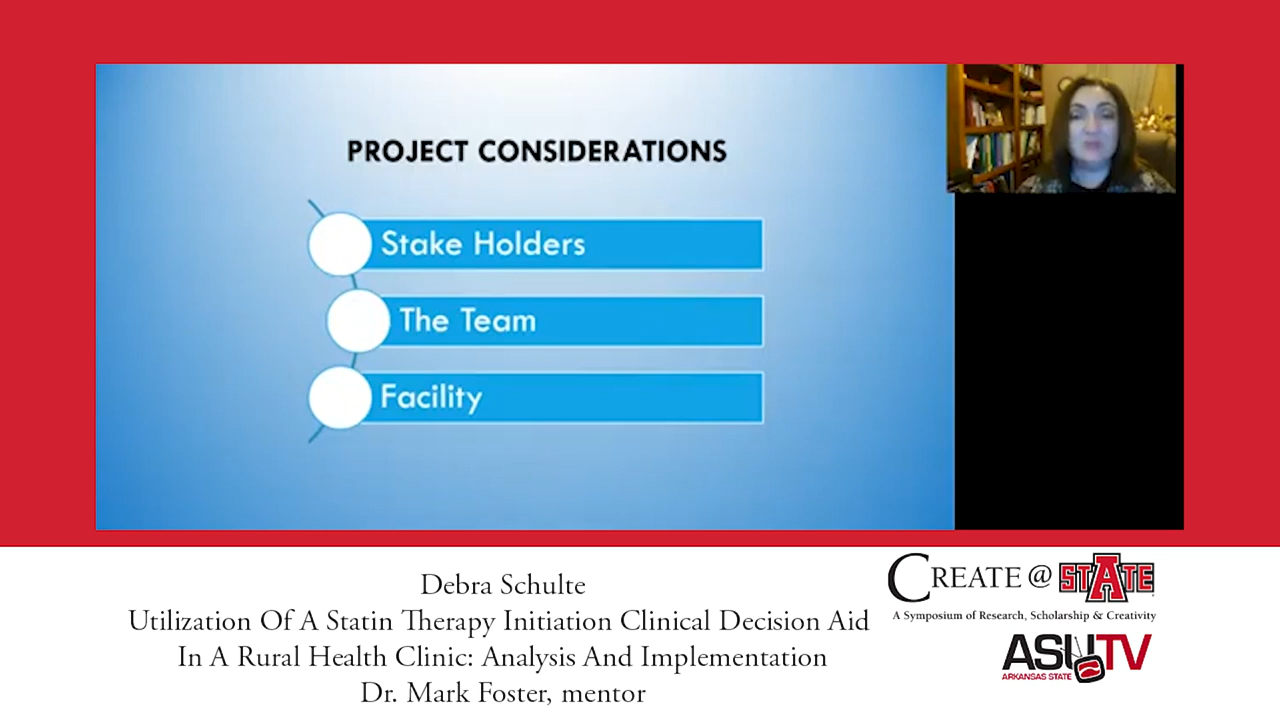 PROJECT CONSIDERATIONS
Stake Holders
The Team
Facility
Debra Schulte
Utilization Of A Statin Therapy Initiation Clinical Decision Aid
In A Rural Health Clinic: Analysis And Implementation
Dr. Mark Foster, mentor
CREATE @ STATE
A Symposium of Research, Scholarship & Creativity
ASUTV
ARKANSAS STATE